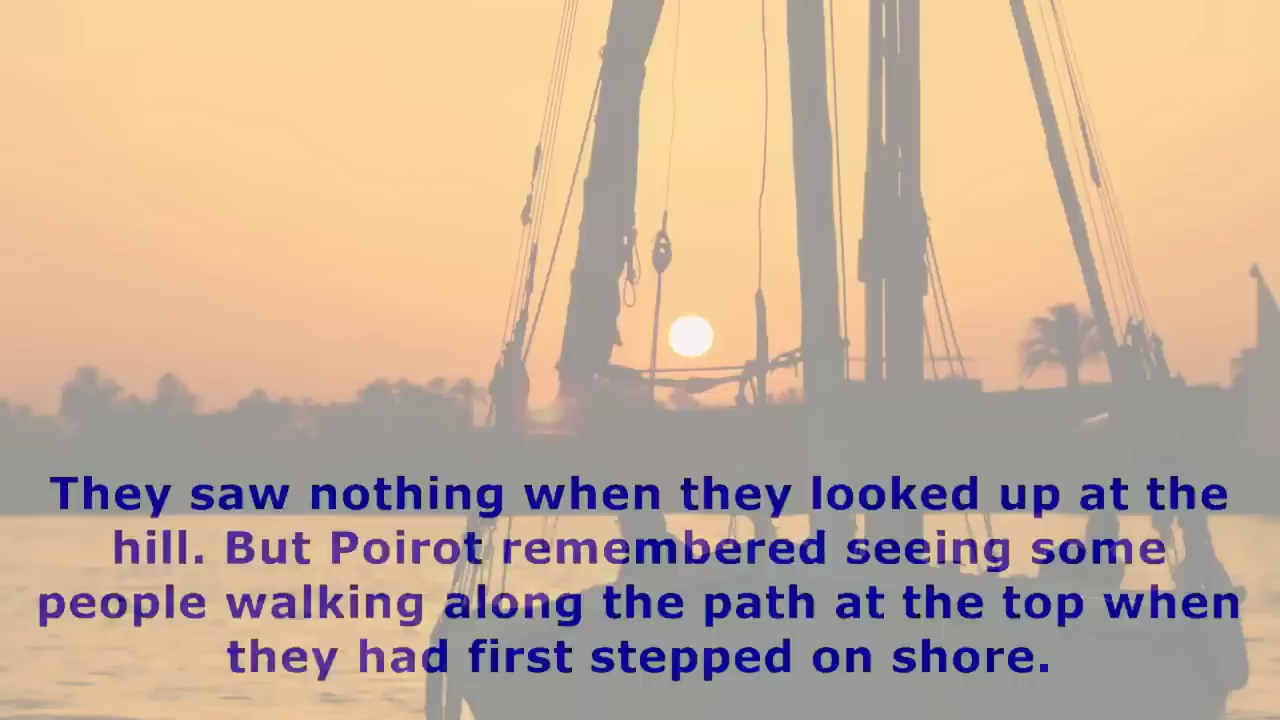 They saw nothing when they looked up at the
hill. But Poirot remembered seeing some
people walking along the path at the top when
they had first stepped on shore.